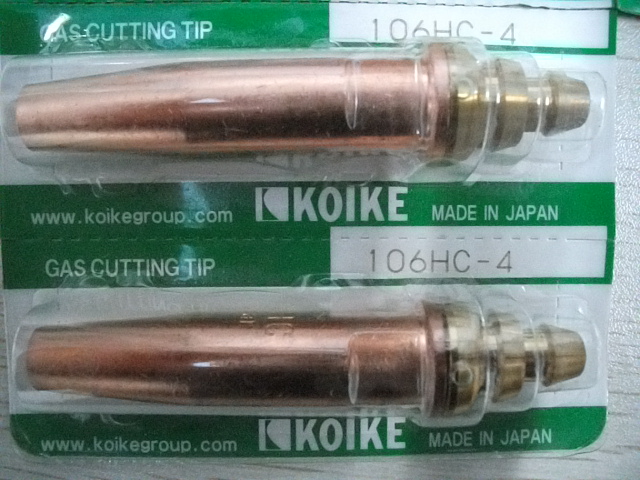 GAS CUTTING TIP 106HC-4
www.koikegroup.com KOIKE MADE IN JAPAN
GAS CUTTING TIP 106HC-4
HC
www.koikegroup.com KOIKE MADE IN JAPAN